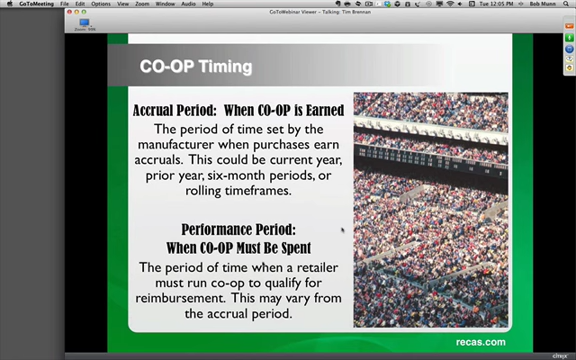 GoToMeeting File Edit Options View Zoom Window Audio Help
Tue 12:05 PM Bob Munn
GoToWebinar Viewer - Talking: Tim Brennan
CO-OP Timing
Accrual Period: When CO-OP is Earned
The period of time set by the
manufacturer when purchases earn
accruals. This could be current year,
prior year, six-month periods, or
rolling timeframes.
Performance Period:
When CO-OP Must Be Spent
The period of time when a retailer
must run co-op to qualify for
reimbursement. This may vary from
the accrual period.
recas.com